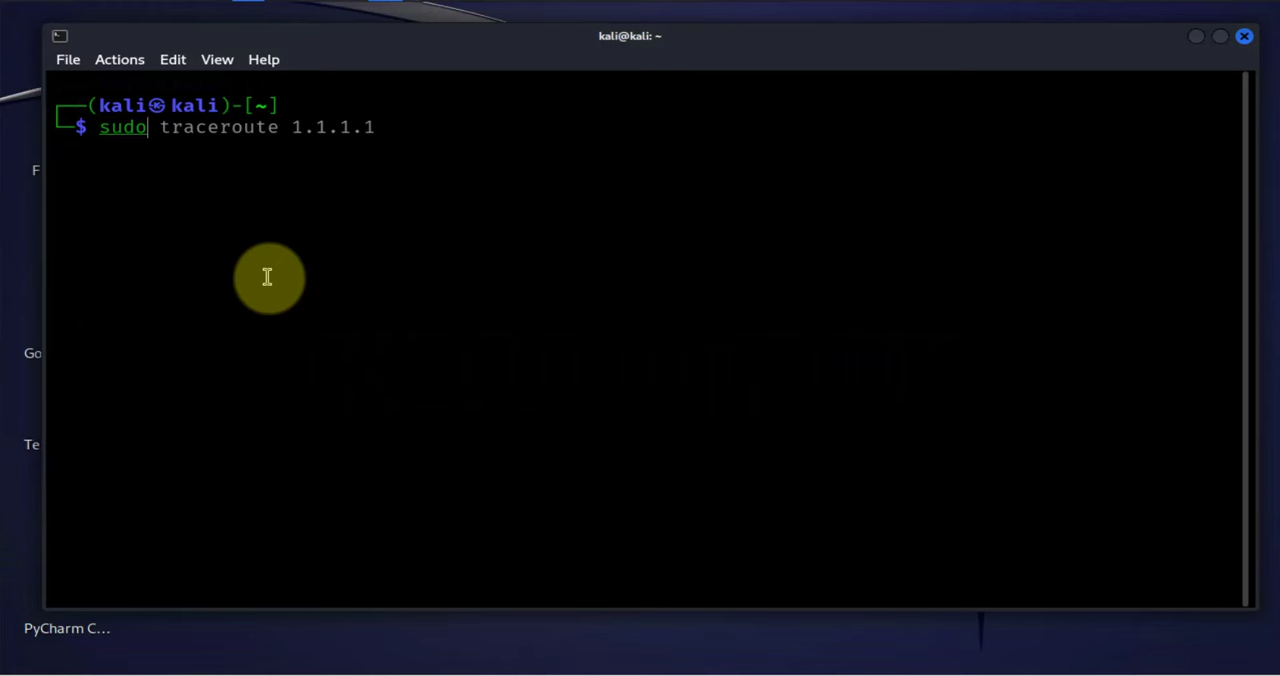 kali@kali: ~
File Actions Edit View Help
┌──(kali㉿kali)-[~]
└─$ sudo traceroute 1.1.1.1
F
Go
Te
PyCharm C...